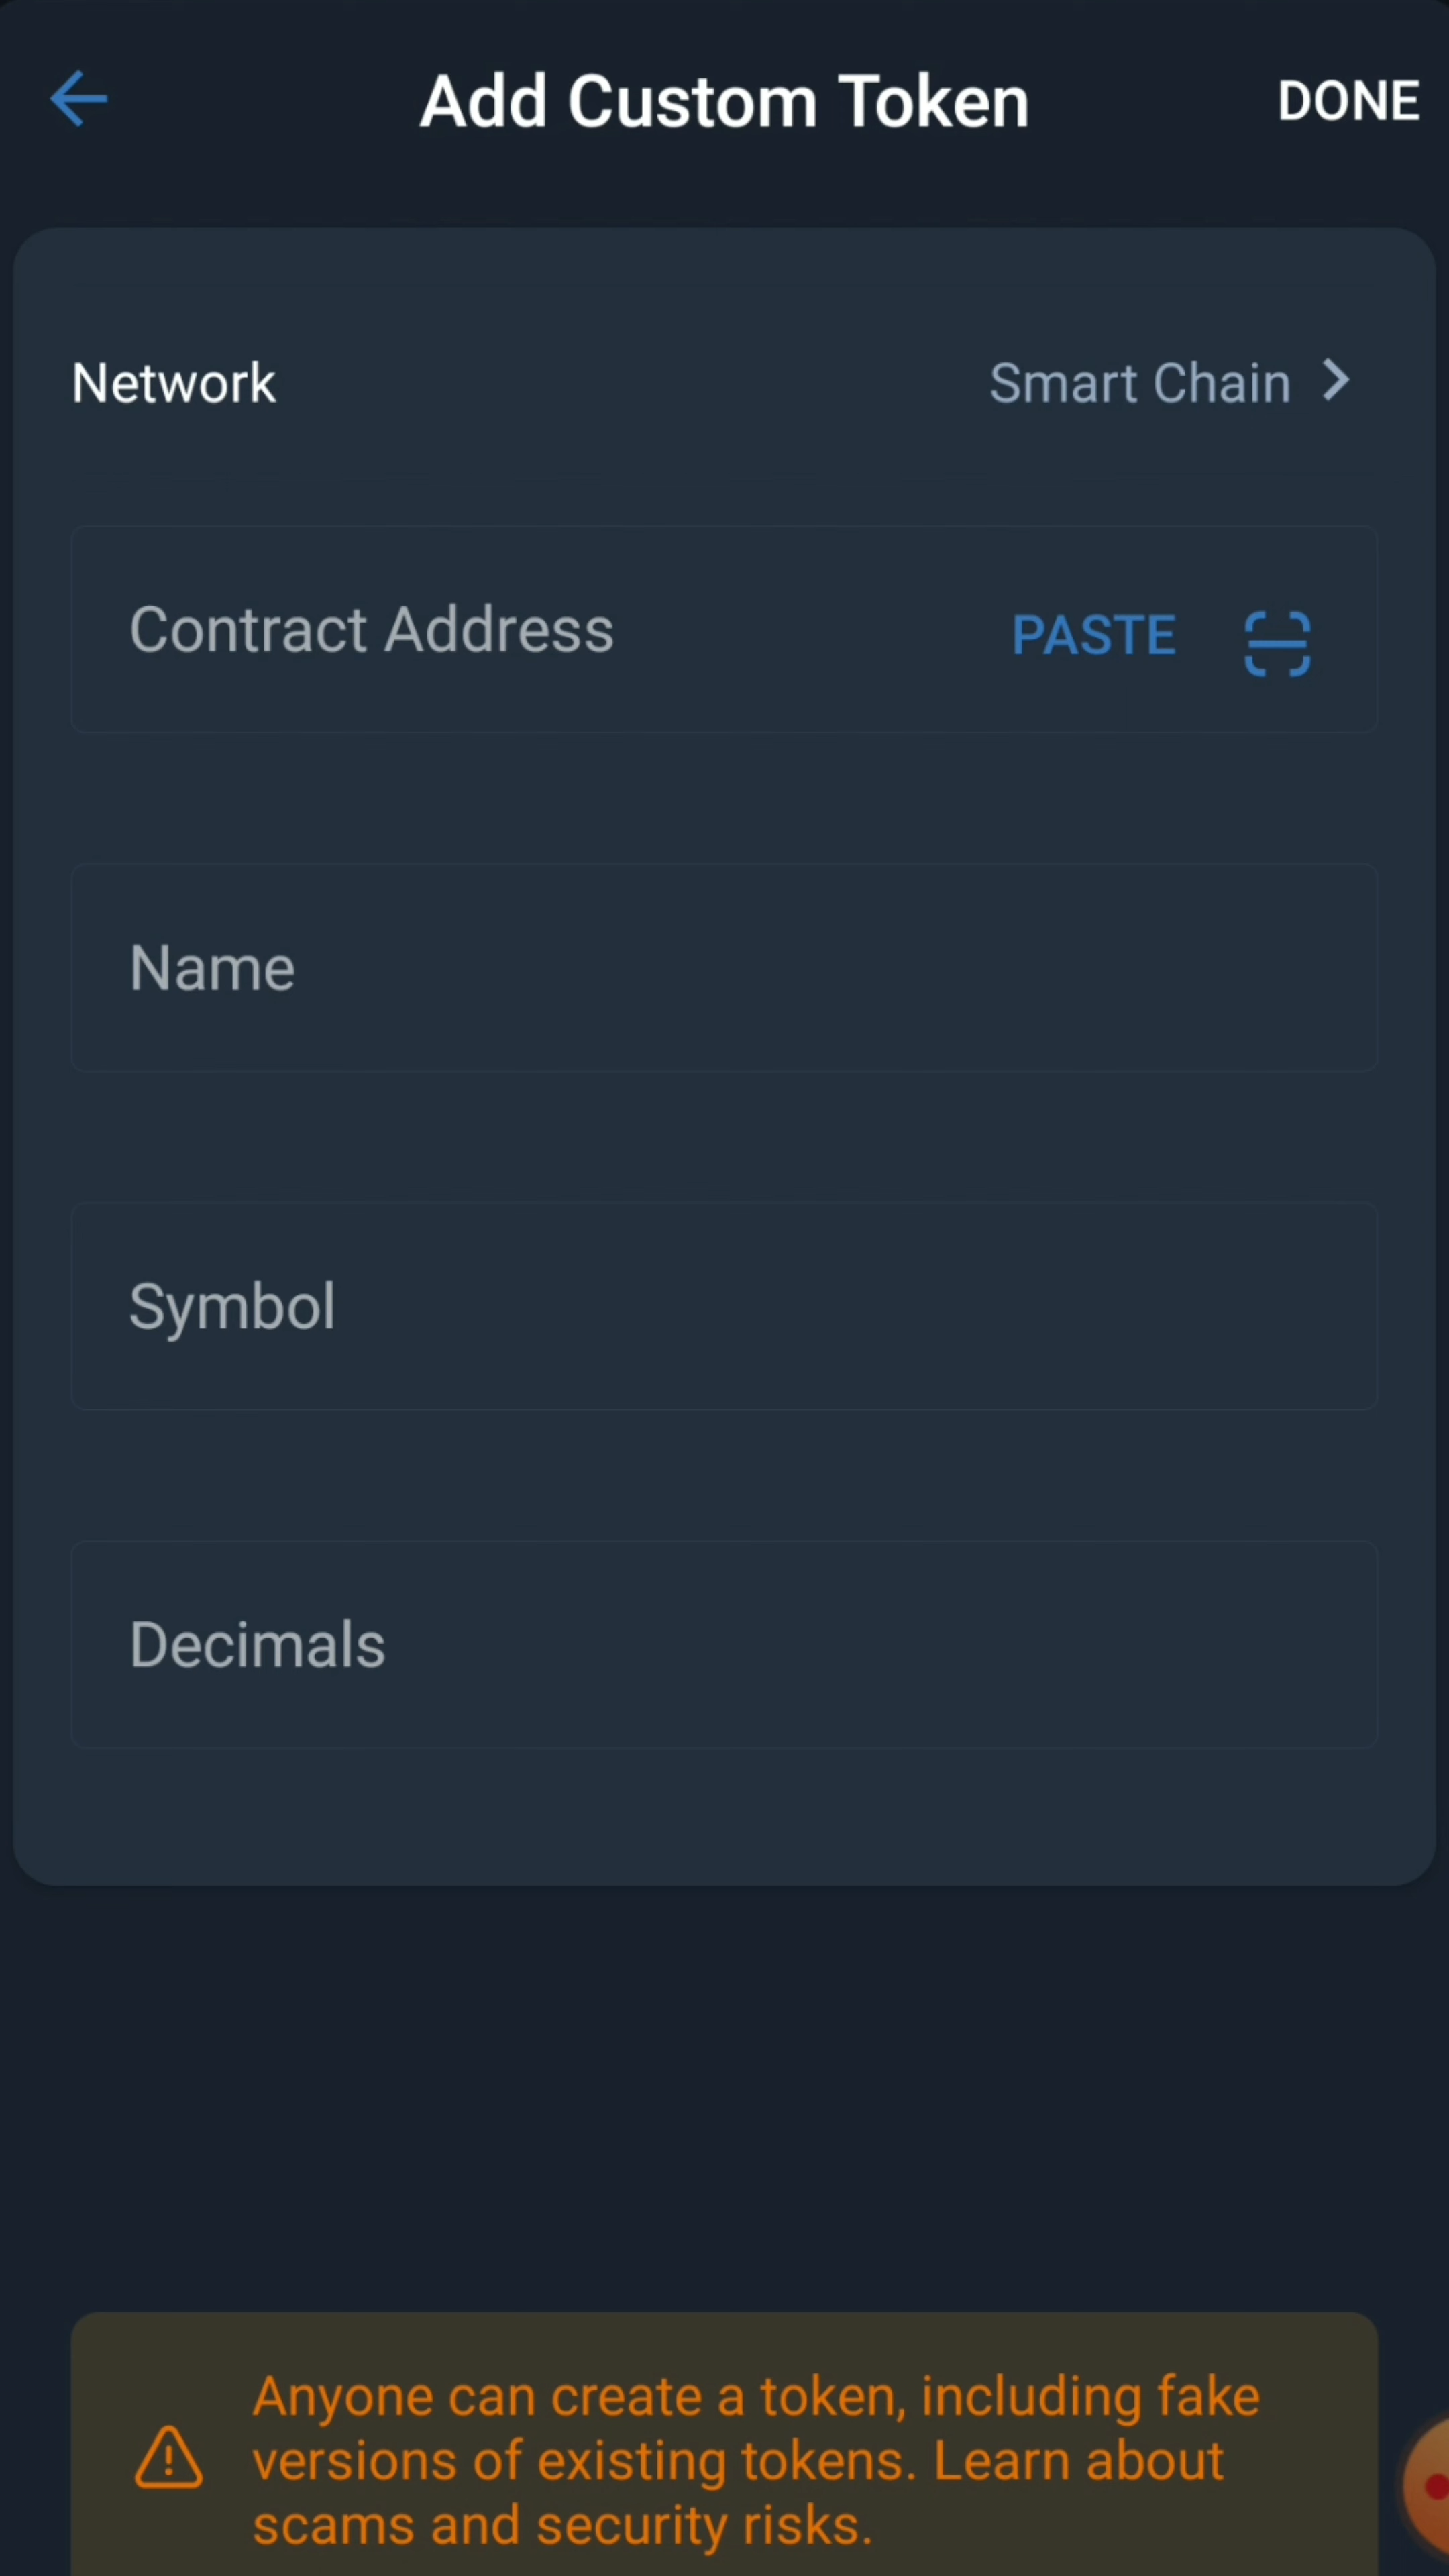 Add Custom Token
DONE
Network
Smart Chain
Contract Address
PASTE
Name
Symbol
Decimals
Anyone can create a token, including fake
versions of existing tokens. Learn about
scams and security risks.